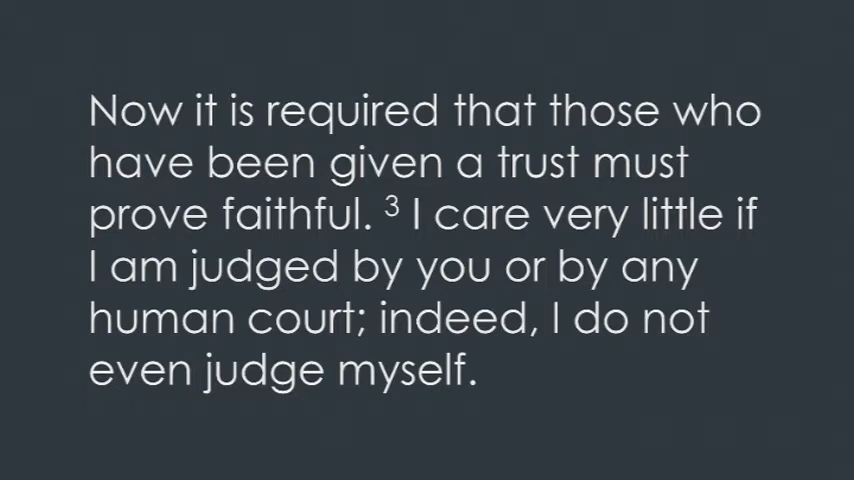 Now it is required that those who
have been given a trust must
prove faithful. ³ I care very little if
I am judged by you or by any
human court; indeed, I do not
even judge myself.